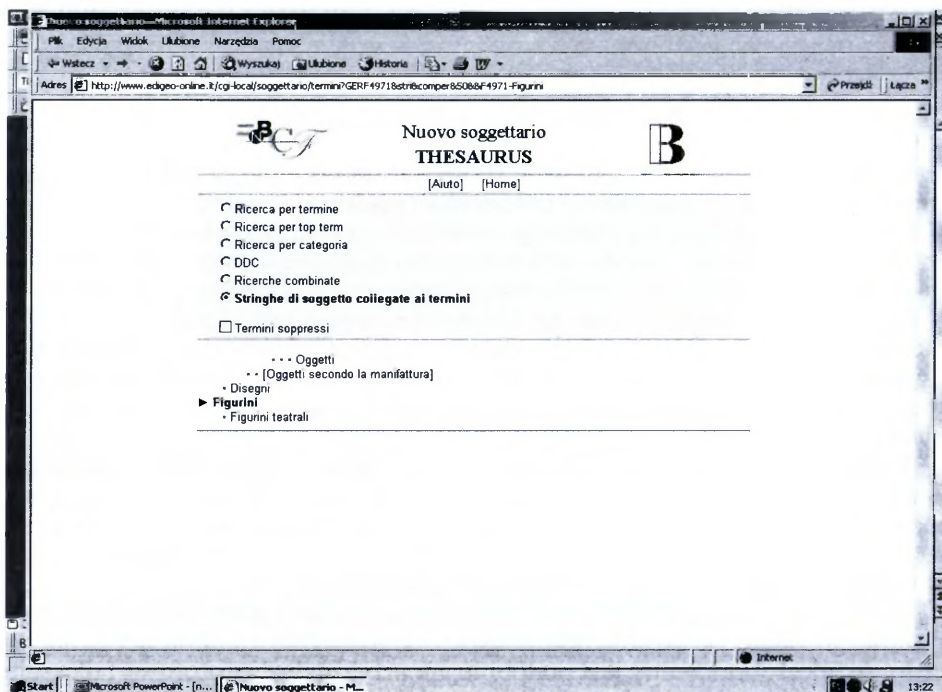 Nuovo soggettario—Microsoft Internet Explorer
Plik Edycja Widok Ulubione Narzędzia Pomoc
Wstecz Wyszukaj Ulubione Historia
Adres http://www.edigeo-online.it/cgi-local/soggettario/termini?GERF4971&stri&comper&508&F4971-Figurini Przejdź Łącza »
BNCF Nuovo soggettario B
THESAURUS
[Aiuto] [Home]
Ricerca per termine
Ricerca per top term
Ricerca per categoria
DDC
Ricerche combinate
Stringhe di soggetto collegate ai termini
Termini soppressi
• • • Oggetti
• • [Oggetti secondo la manifattura]
• Disegni
► Figurini
• Figurini teatrali
Internet
Start Microsoft PowerPoint - [n... Nuovo soggettario - M... 13:22